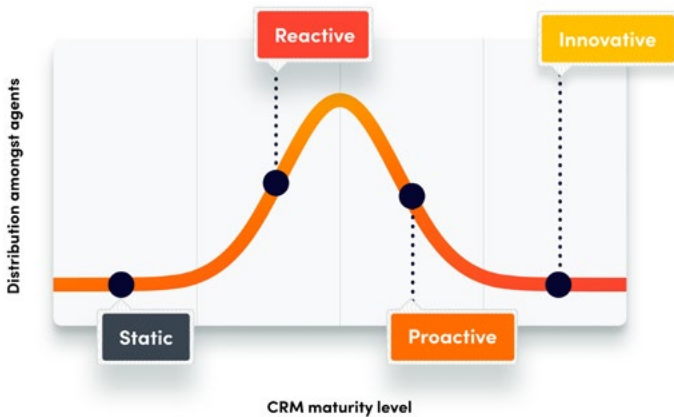 Reactive
Innovative
Distribution amongst agents
Static
Proactive
CRM maturity level